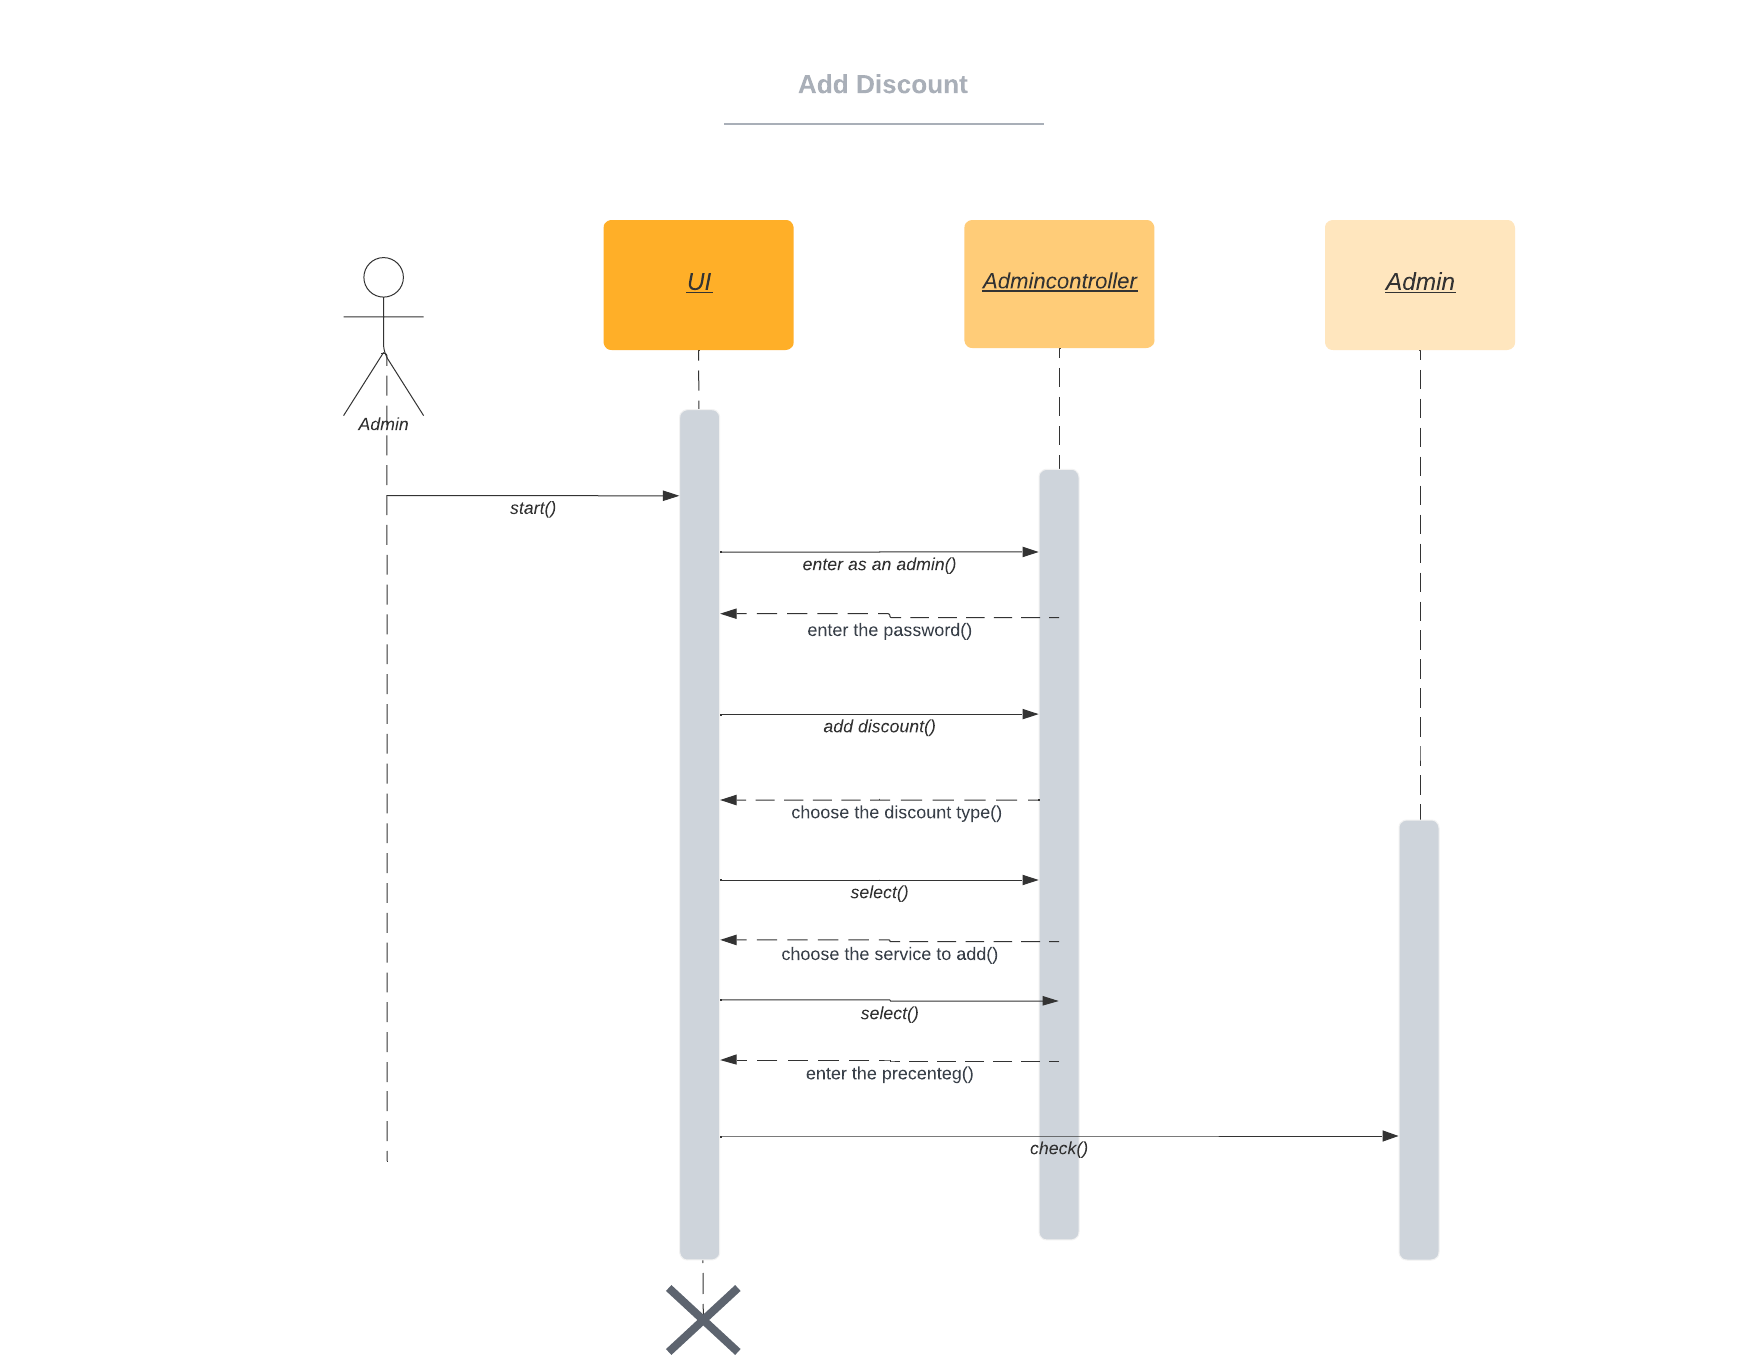 Add Discount
UI
Admincontroller
Admin
Admin
start()
enter as an admin()
enter the password()
add discount()
choose the discount type()
select()
choose the service to add()
select()
enter the precenteg()
check()